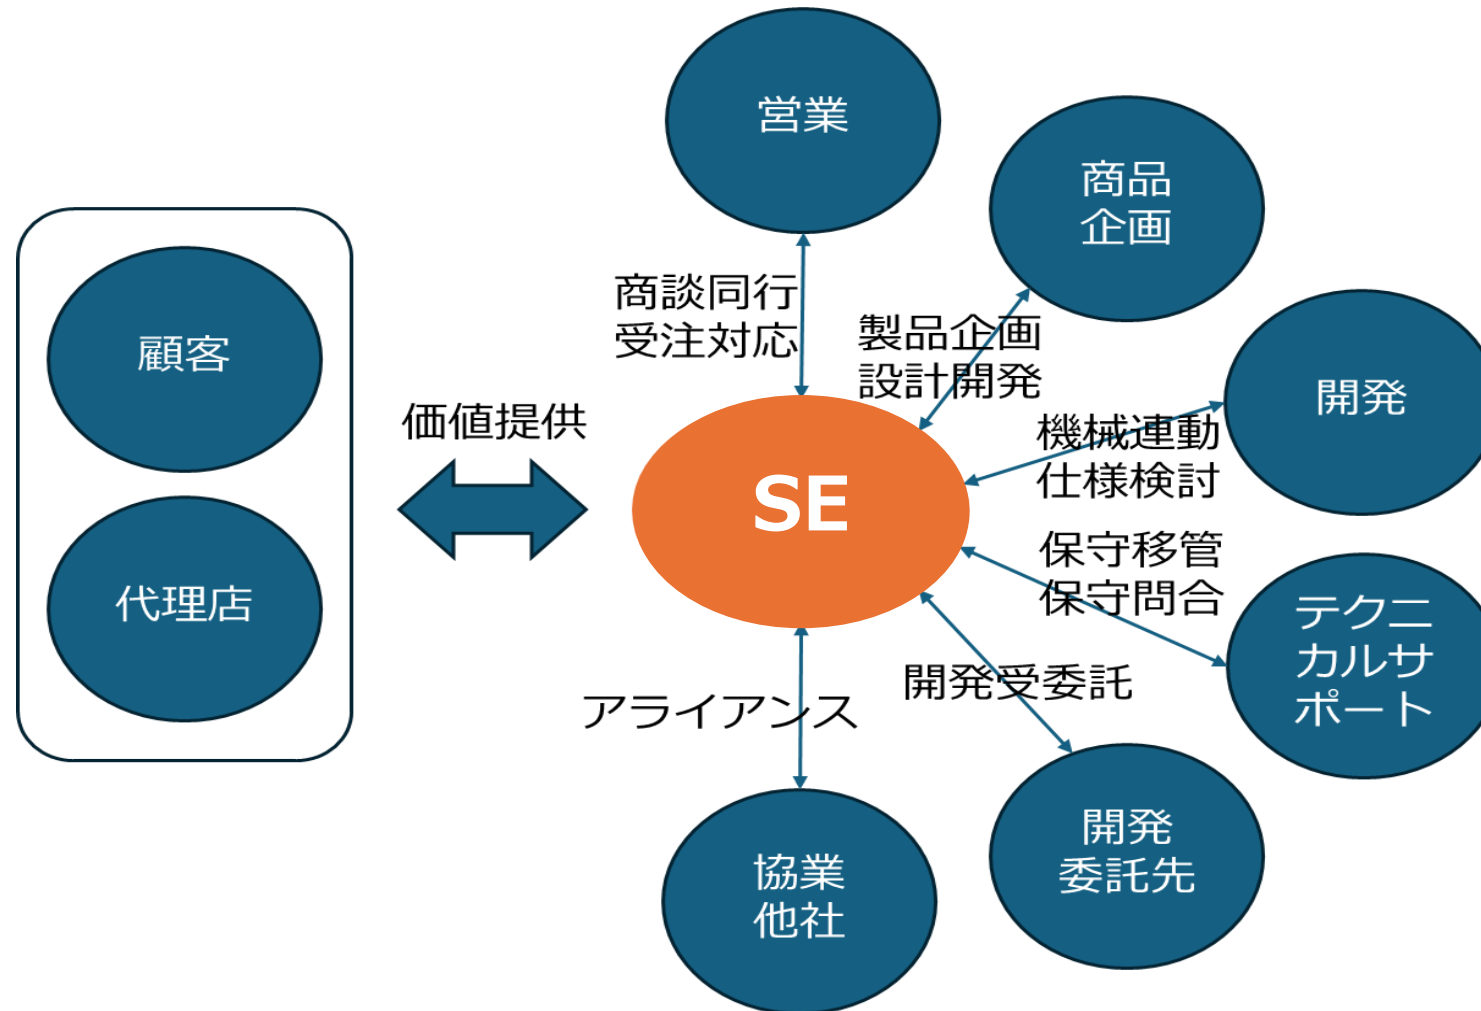 営業
商品
企画
商談同行
受注対応
製品企画
設計開発
顧客
開発
価値提供
機械連動
仕様検討
SE
保守移管
保守問合
代理店
テクニ
カルサ
ポート
開発受委託
アライアンス
開発
委託先
協業
他社